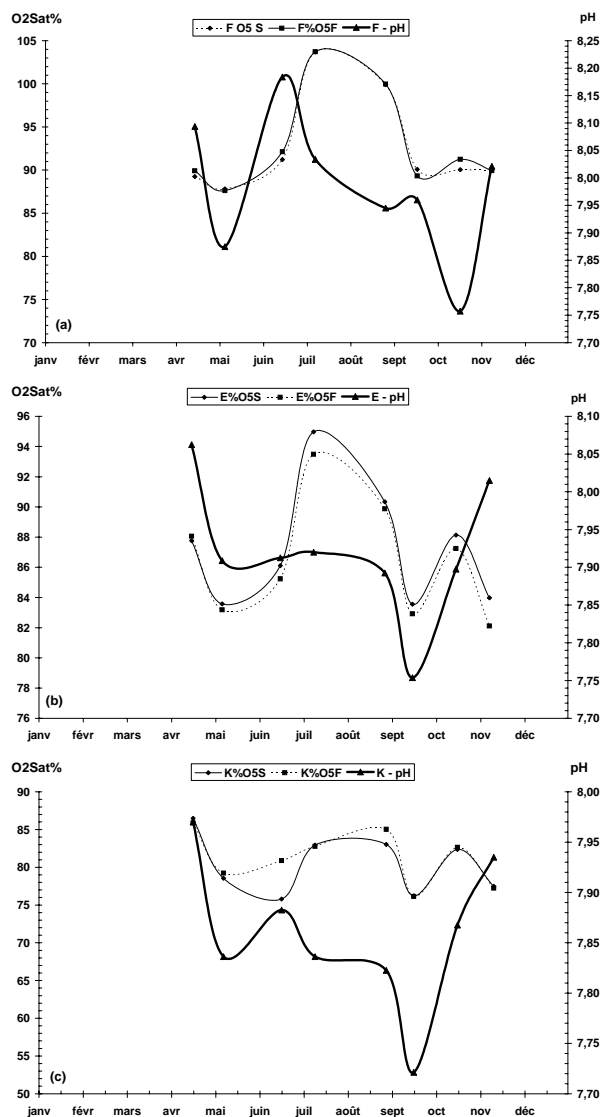 O2Sat% pH
F O5 S F%O5F F - pH
105 8,25
8,20
100 8,15
95 8,10
8,05
90 8,00
85 7,95
7,90
80 7,85
75 7,80
7,75
70 7,70
(a)
janv févr mars avr mai juin juil août sept oct nov déc
O2Sat% pH
E%O5S E%O5F E - pH
96 8,10
94 8,05
92 8,00
90 7,95
88
86 7,90
84 7,85
82 7,80
80
78 7,75
76 7,70
(b)
janv févr mars avr mai juin juil août sept oct nov déc
O2Sat% pH
K%O5S K%O5F K - pH
90 8,00
85 7,95
80
75 7,90
70 7,85
65
60 7,80
55 7,75
50 7,70
(c)
janv févr mars avr mai juin juil août sept oct nov déc